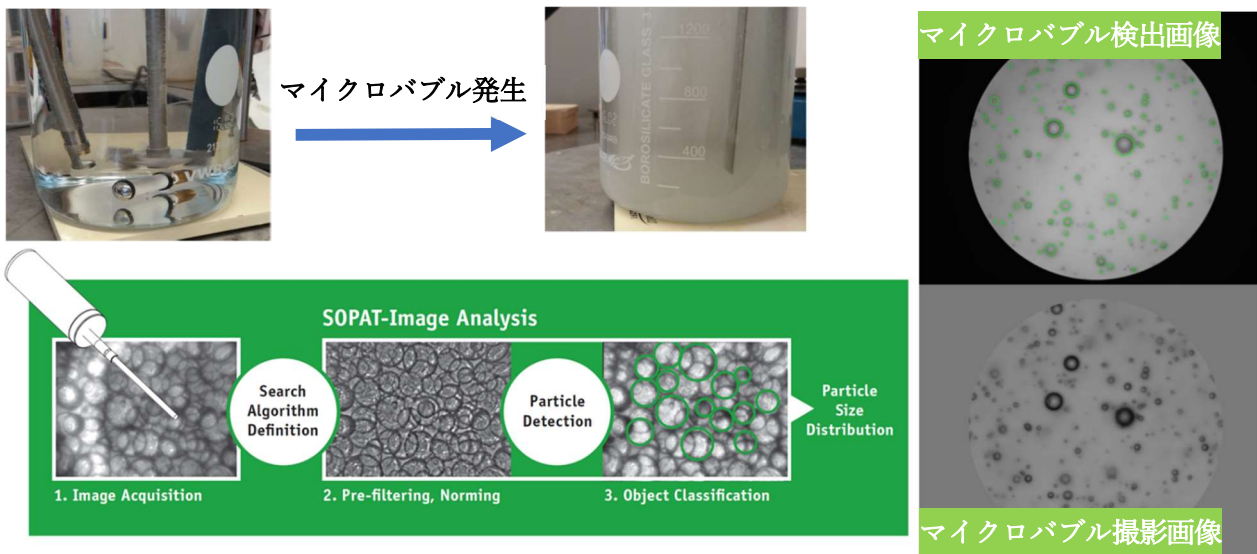 マイクロバブル発生
1200
800
400
BOROSILICATE GLASS 3.
マイクロバブル検出画像
SOPAT-Image Analysis
Search
Algorithm
Definition
Particle
Detection
Particle
Size
Distribution
1. Image Acquisition
2. Pre-filtering, Norming
3. Object Classification
マイクロバブル撮影画像